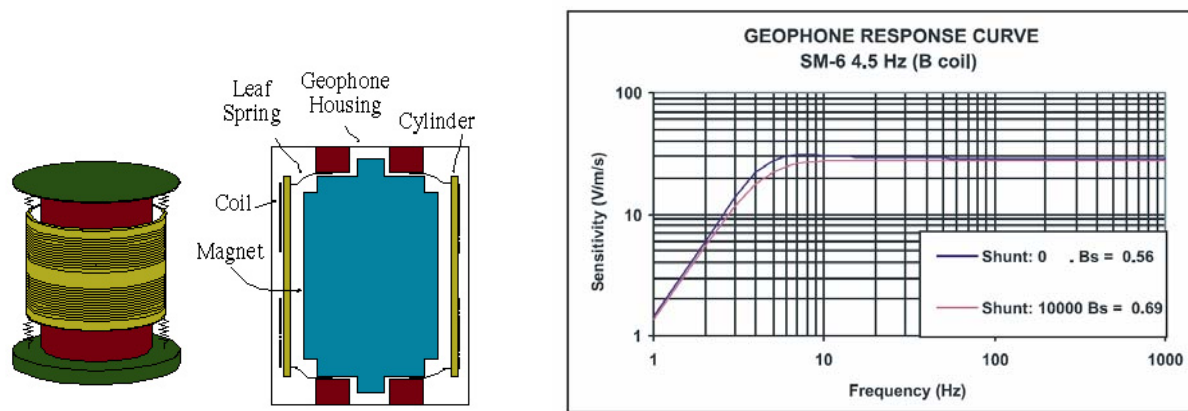 Leaf
Spring
Geophone
Housing
Cylinder
Coil
Magnet
GEOPHONE RESPONSE CURVE
SM-6 4.5 Hz (B coil)
Sensitivity (V/m/s)
100
10
1
Shunt: 0 . Bs = 0.56
Shunt: 10000 Bs = 0.69
1 10 100 1000
Frequency (Hz)